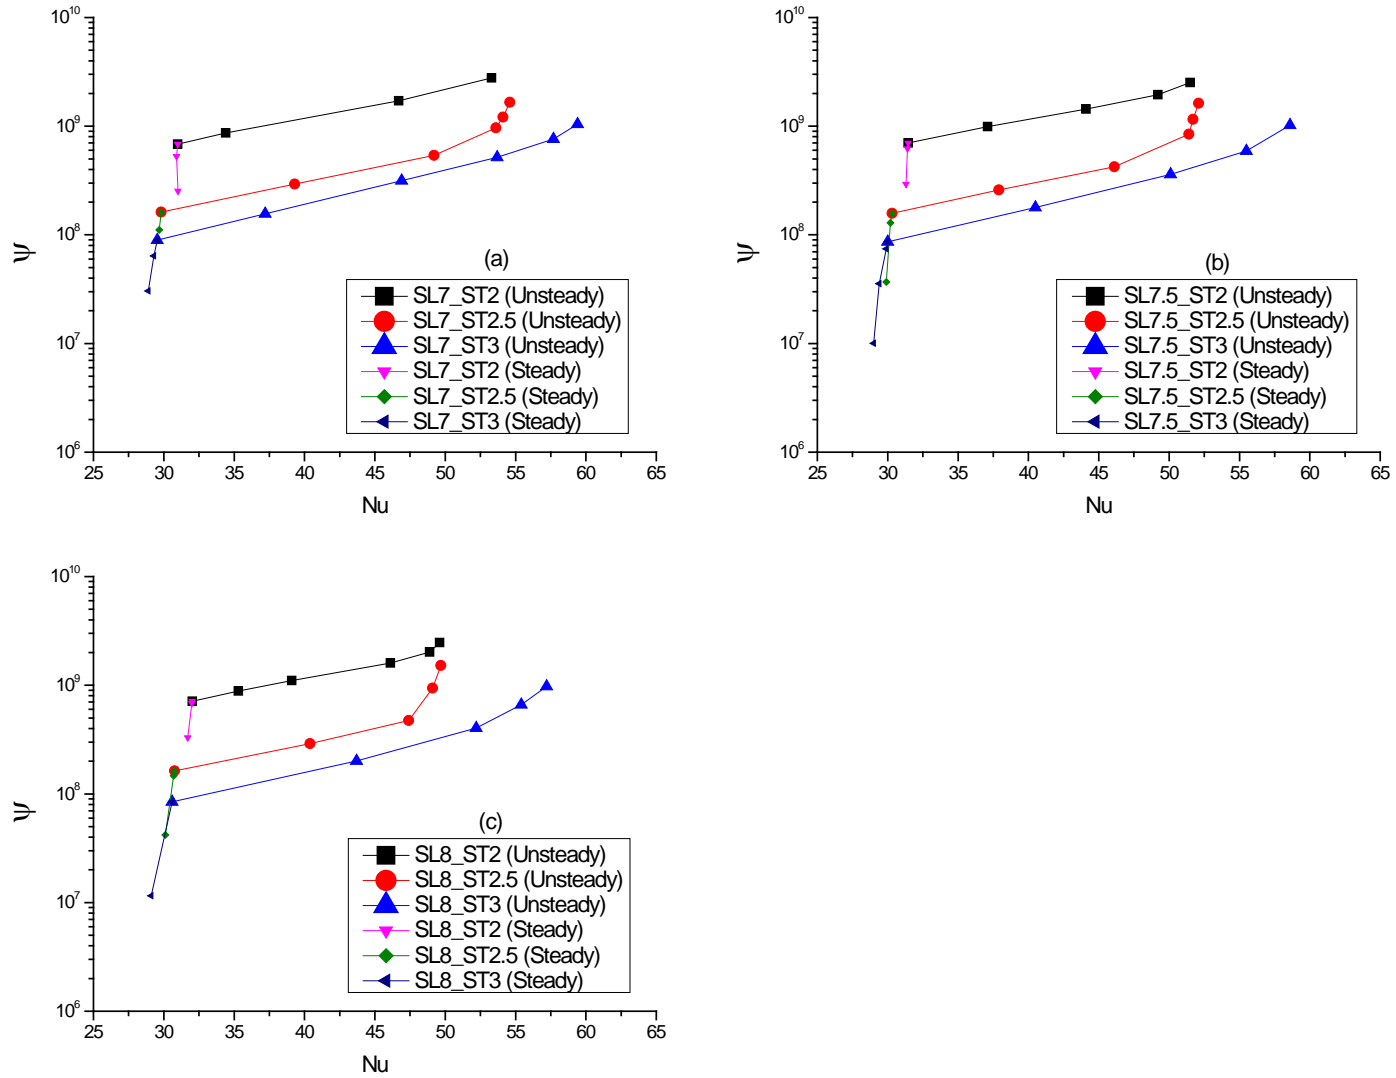 10^10
10^9
10^8
10^7
10^6
ψ
25 30 35 40 45 50 55 60 65
Nu
(a)
SL7_ST2 (Unsteady)
SL7_ST2.5 (Unsteady)
SL7_ST3 (Unsteady)
SL7_ST2 (Steady)
SL7_ST2.5 (Steady)
SL7_ST3 (Steady)
10^10
10^9
10^8
10^7
10^6
ψ
25 30 35 40 45 50 55 60 65
Nu
(b)
SL7.5_ST2 (Unsteady)
SL7.5_ST2.5 (Unsteady)
SL7.5_ST3 (Unsteady)
SL7.5_ST2 (Steady)
SL7.5_ST2.5 (Steady)
SL7.5_ST3 (Steady)
10^10
10^9
10^8
10^7
10^6
ψ
25 30 35 40 45 50 55 60 65
Nu
(c)
SL8_ST2 (Unsteady)
SL8_ST2.5 (Unsteady)
SL8_ST3 (Unsteady)
SL8_ST2 (Steady)
SL8_ST2.5 (Steady)
SL8_ST3 (Steady)